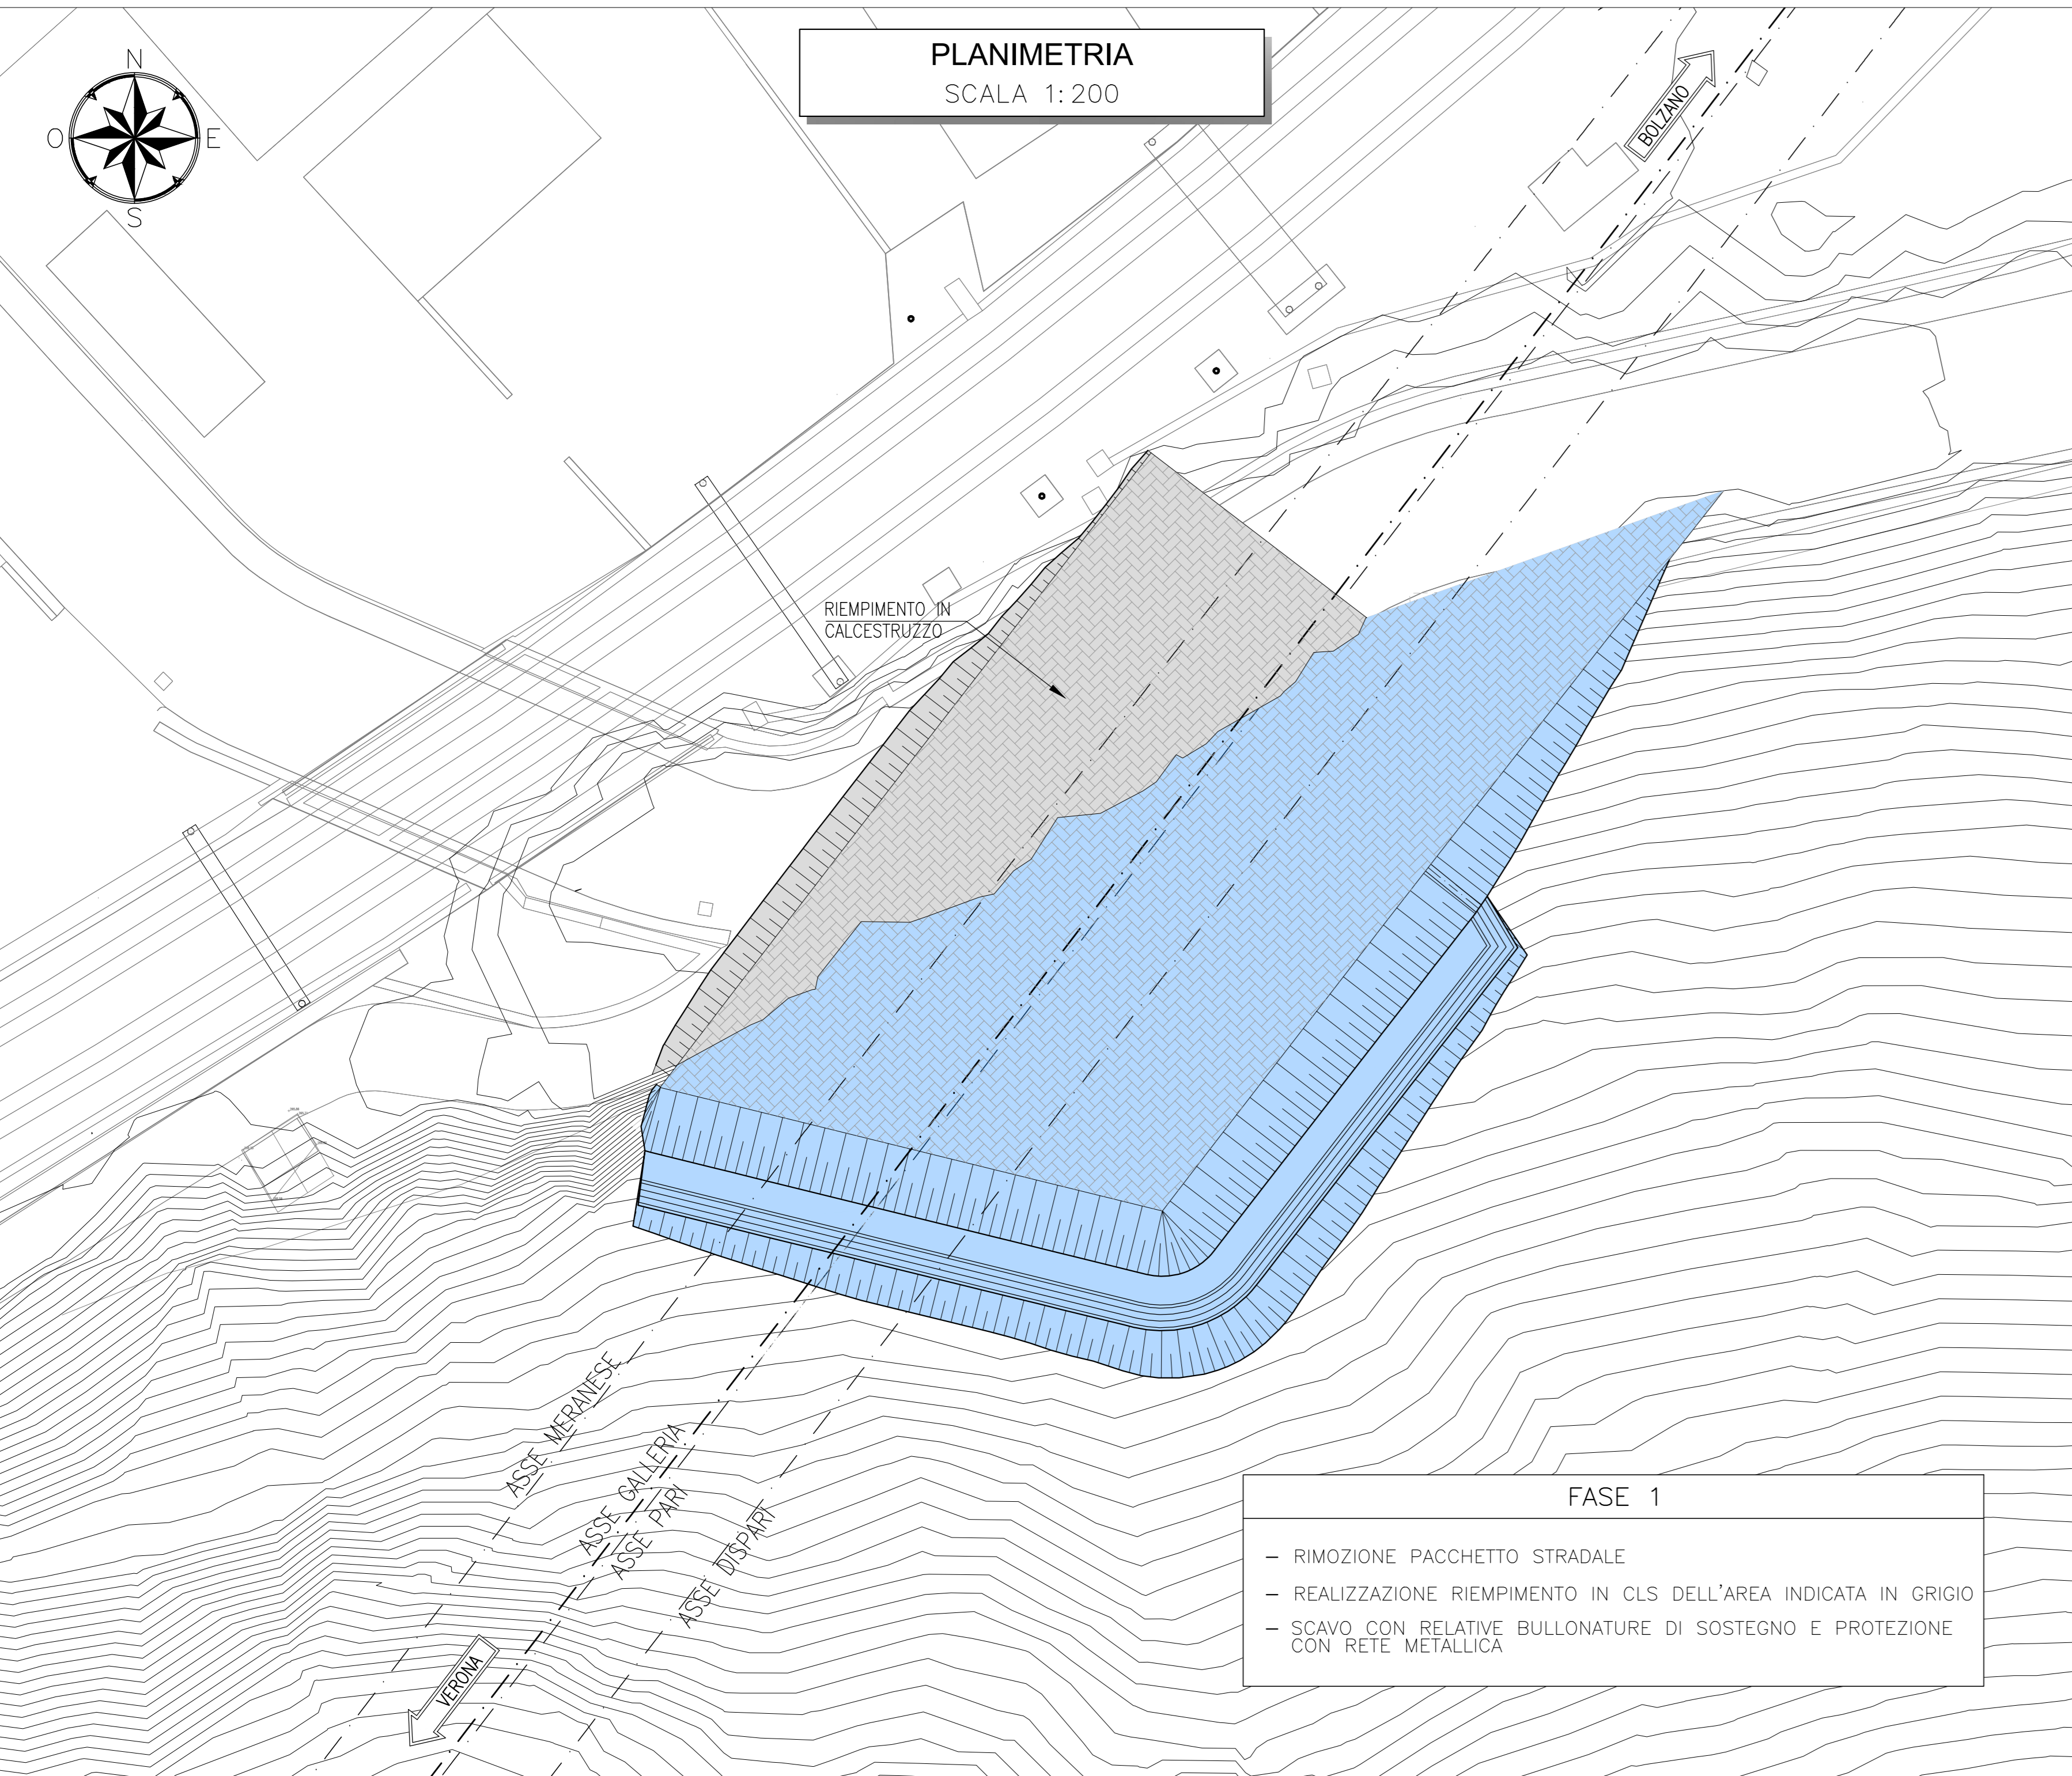 PLANIMETRIA
SCALA 1:200
N
O
E
S
BOLZANO
RIEMPIMENTO IN
CALCESTRUZZO
ASSE MERANESE
ASSE GALLERIA
ASSE PARI
ASSE DISPARI
VERONA
FASE 1
- RIMOZIONE PACCHETTO STRADALE
- REALIZZAZIONE RIEMPIMENTO IN CLS DELL'AREA INDICATA IN GRIGIO
- SCAVO CON RELATIVE BULLONATURE DI SOSTEGNO E PROTEZIONE
CON RETE METALLICA